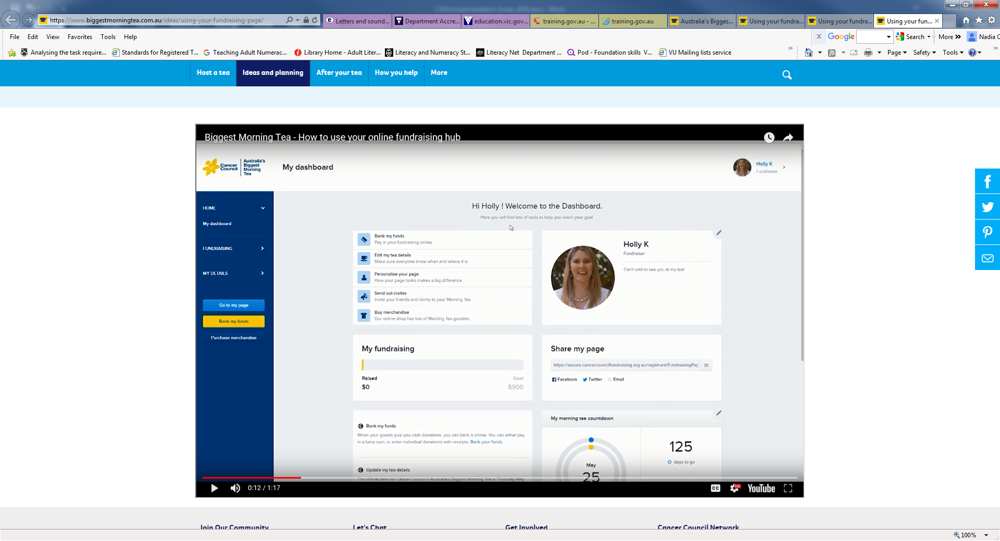 https://www.biggestmorningtea.com.au/ideas/using-your-fundraising-page/
Letters and sound...
Department Accre...
education.vic.gov...
training.gov.au - ...
training.gov.au
Australia's Bigges...
Using your fundra...
Using your fundra...
Using your fun...
File Edit View Favorites Tools Help
Google Search More Nadia C
Analysing the task require... Standards for Registered T... Teaching Adult Numerac... Library Home - Adult Liter... Literacy and Numeracy St... Literacy Net Department ... Pod - Foundation skills V... VU Mailing lists service
Page Safety Tools
Host a tea Ideas and planning After your tea How you help More
Biggest Morning Tea - How to use your online fundraising hub
Cancer Council
Australia's Biggest Morning Tea
My dashboard
Holly K
Fundraiser
HOME
My dashboard
FUNDRAISING
MY DETAILS
Go to my page
Bank my funds
Purchase merchandise
Hi Holly ! Welcome to the Dashboard.
Here you will find lots of tools to help you reach your goal.
Bank my funds
Pay in your fundraising online
Edit my tea details
Make sure everyone know when and where it is
Personalise your page
How your page looks makes a big difference
Send out invites
Invite your friends and family to your Morning Tea
Buy merchandise
Our online shop has lots of Morning Tea goodies
Holly K
Fundraiser
Can't wait to see you at my tea!
My fundraising
Raised Goal
$0 $500
Share my page
https://secure.cancercouncilfundraising.org.au/registrant/FundraisingPag
Facebook Twitter Email
Bank my funds
When your guests give you cash donations, you can bank it online. You can either pay
in a lump sum, or enter individual donations with receipts. Bank your funds.
Update my tea details
The official date for Cancer Council's Australia's Biggest Morning Tea is Thursday May
My morning tea countdown
May
25
125
days to go
0:12 / 1:17
CC HD YouTube
Join Our Community Let's Chat Get Involved Cancer Council Network
100%